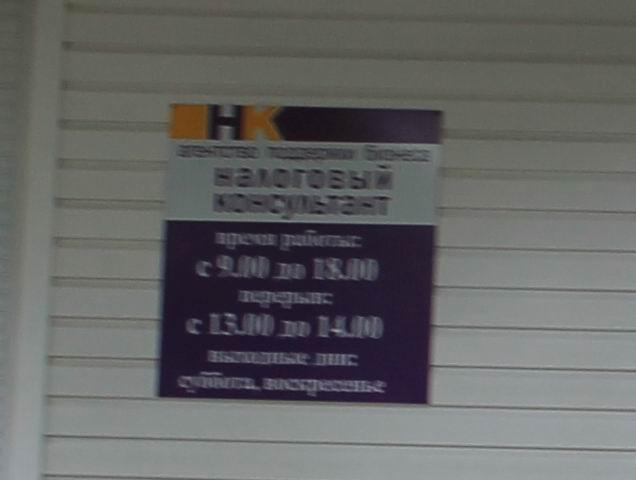 НК
агентство поддержки бизнеса
налоговый
консультант
время работы:
с 9.00 до 18.00
перерыв:
с 13.00 до 14.00
выходные дни:
суббота, воскресенье